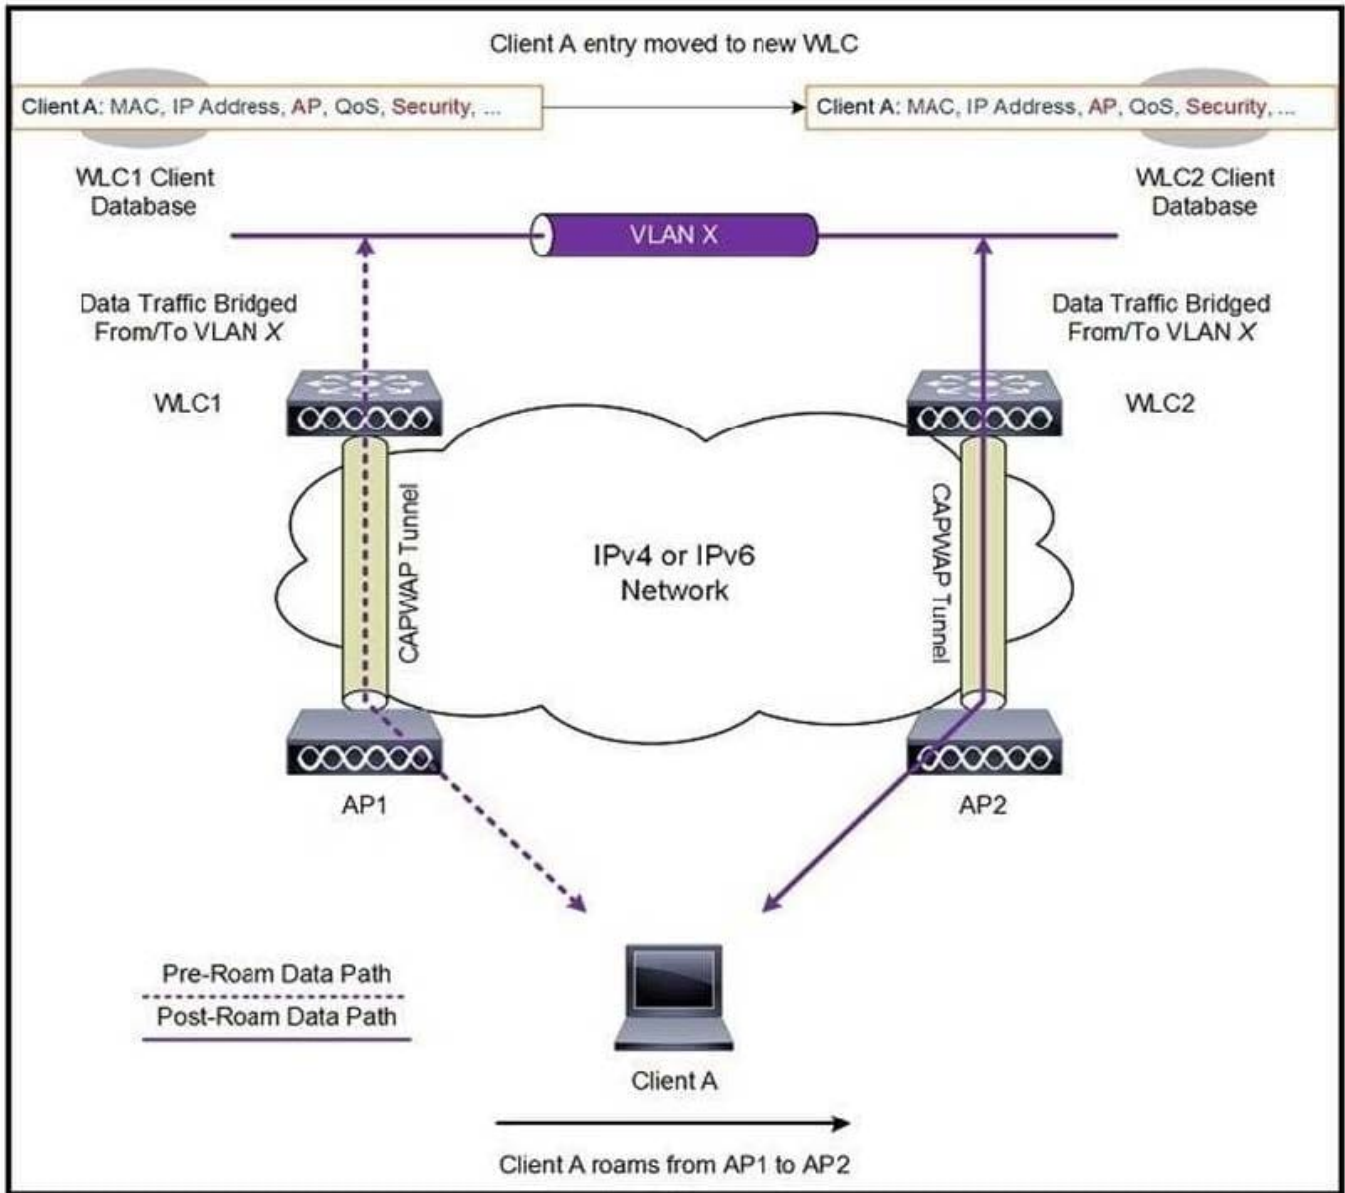 Client A entry moved to new WLC
Client A: MAC, IP Address, AP, QoS, Security, ...
Client A: MAC, IP Address, AP, QoS, Security, ...
WLC1 Client
Database
WLC2 Client
Database
VLAN X
Data Traffic Bridged
From/To VLAN X
Data Traffic Bridged
From/To VLAN X
WLC1
WLC2
CAPWAP Tunnel
IPv4 or IPv6
Network
CAPWAP Tunnel
AP1
AP2
Pre-Roam Data Path
Post-Roam Data Path
Client A
Client A roams from AP1 to AP2